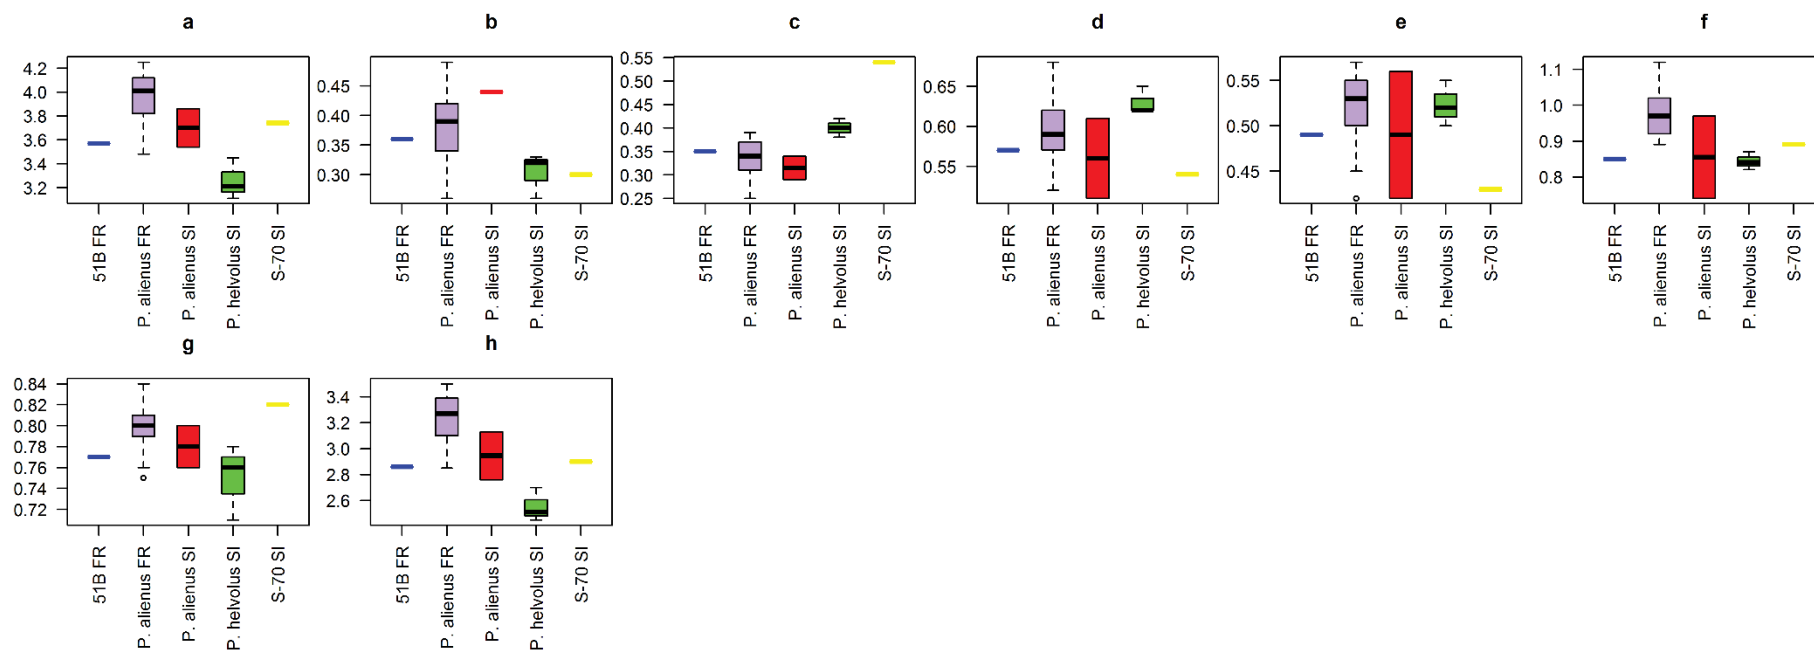 a
4.2
4.0
3.8
3.6
3.4
3.2
51B FR
P. alienus FR
P. alienus SI
P. helvolus SI
S-70 SI
b
0.45
0.40
0.35
0.30
51B FR
P. alienus FR
P. alienus SI
P. helvolus SI
S-70 SI
c
0.55
0.50
0.45
0.40
0.35
0.30
0.25
51B FR
P. alienus FR
P. alienus SI
P. helvolus SI
S-70 SI
d
0.65
0.60
0.55
51B FR
P. alienus FR
P. alienus SI
P. helvolus SI
S-70 SI
e
0.55
0.50
0.45
51B FR
P. alienus FR
P. alienus SI
P. helvolus SI
S-70 SI
f
1.1
1.0
0.9
0.8
51B FR
P. alienus FR
P. alienus SI
P. helvolus SI
S-70 SI
g
0.84
0.82
0.80
0.78
0.76
0.74
0.72
51B FR
P. alienus FR
P. alienus SI
P. helvolus SI
S-70 SI
h
3.4
3.2
3.0
2.8
2.6
51B FR
P. alienus FR
P. alienus SI
P. helvolus SI
S-70 SI